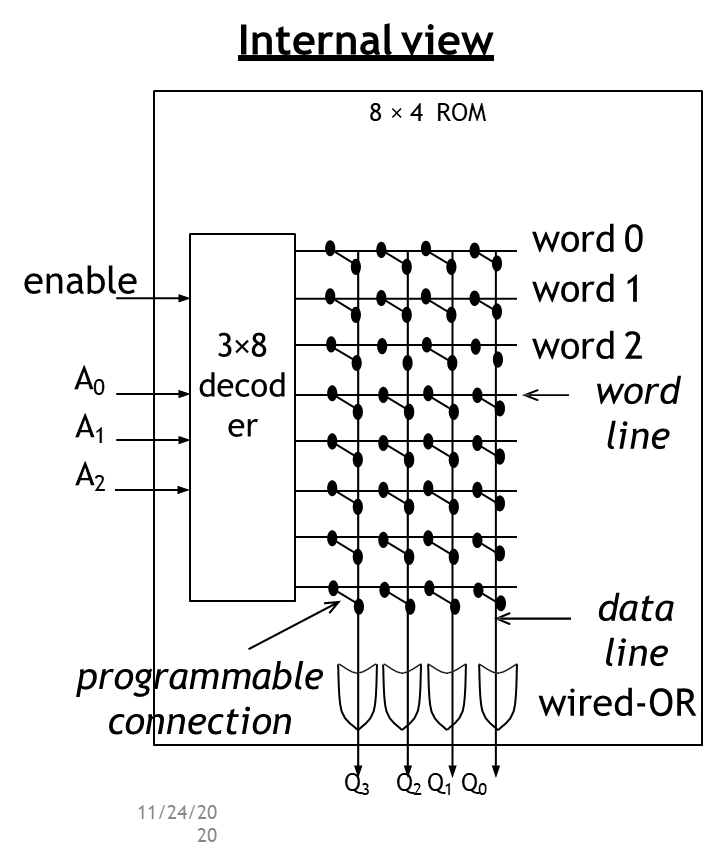 Internal view
8 × 4 ROM
word 0
enable
word 1
3×8
decod
er
word 2
A0
word
line
A1
A2
data
line
programmable
connection
wired-OR
Q3 Q2 Q1 Q0
11/24/20
20